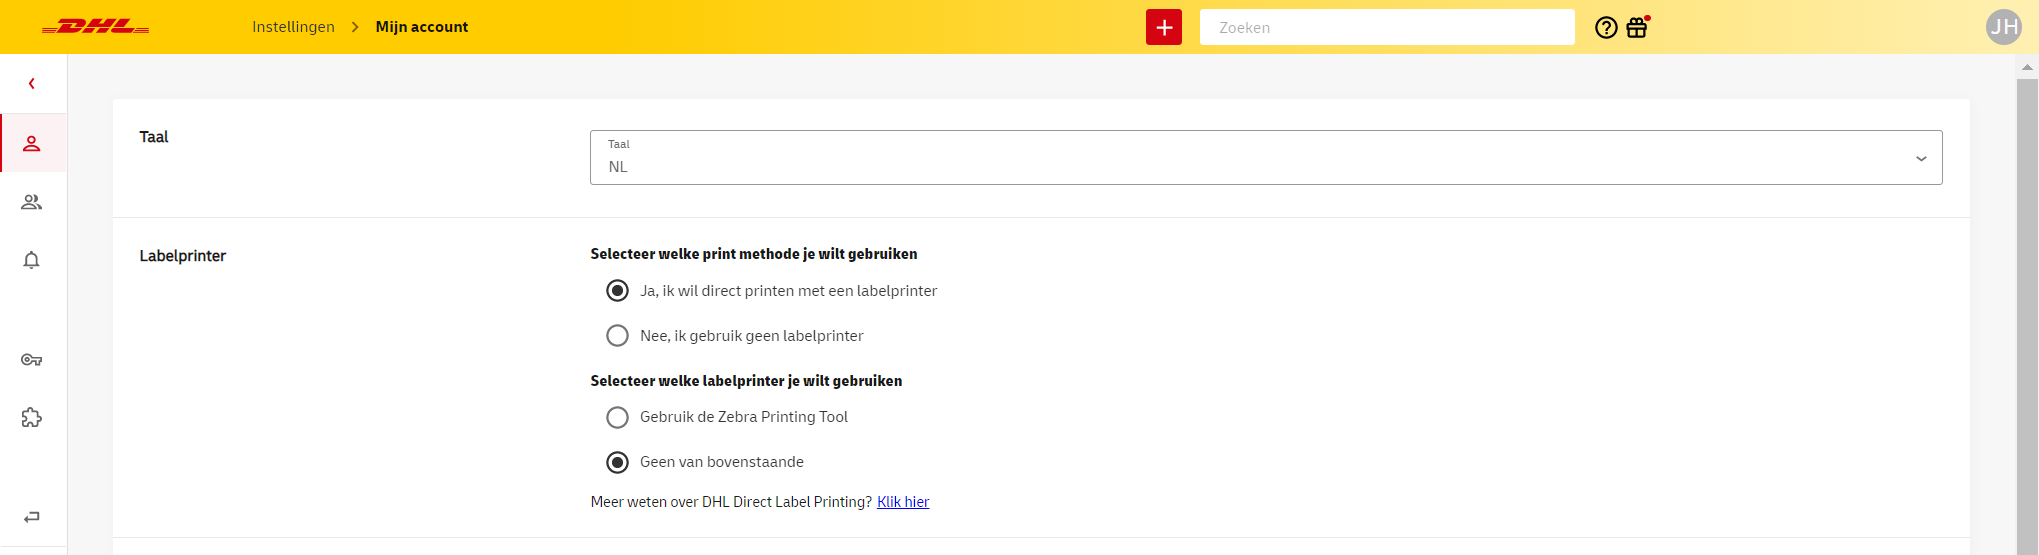 DHL
Instellingen > Mijn account
Zoeken
JH
Taal
Taal
NL
Labelprinter
Selecteer welke print methode je wilt gebruiken
Ja, ik wil direct printen met een labelprinter
Nee, ik gebruik geen labelprinter
Selecteer welke labelprinter je wilt gebruiken
Gebruik de Zebra Printing Tool
Geen van bovenstaande
Meer weten over DHL Direct Label Printing? Klik hier